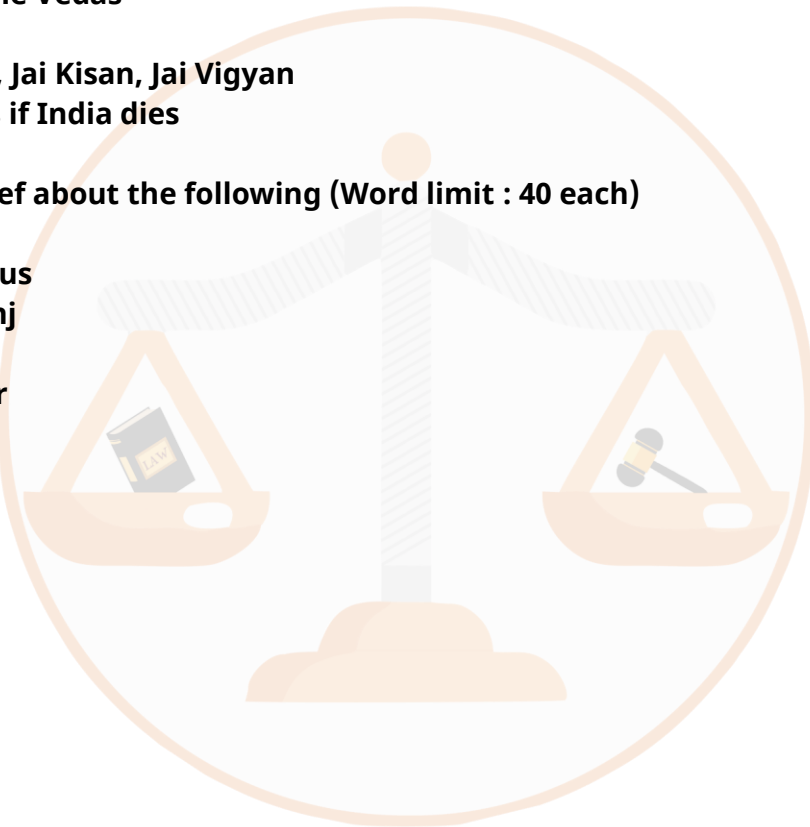 ne Vedas
, Jai Kisan, Jai Vigyan
if India dies
ef about the following (Word limit : 40 each)
us
nj
r
LAW